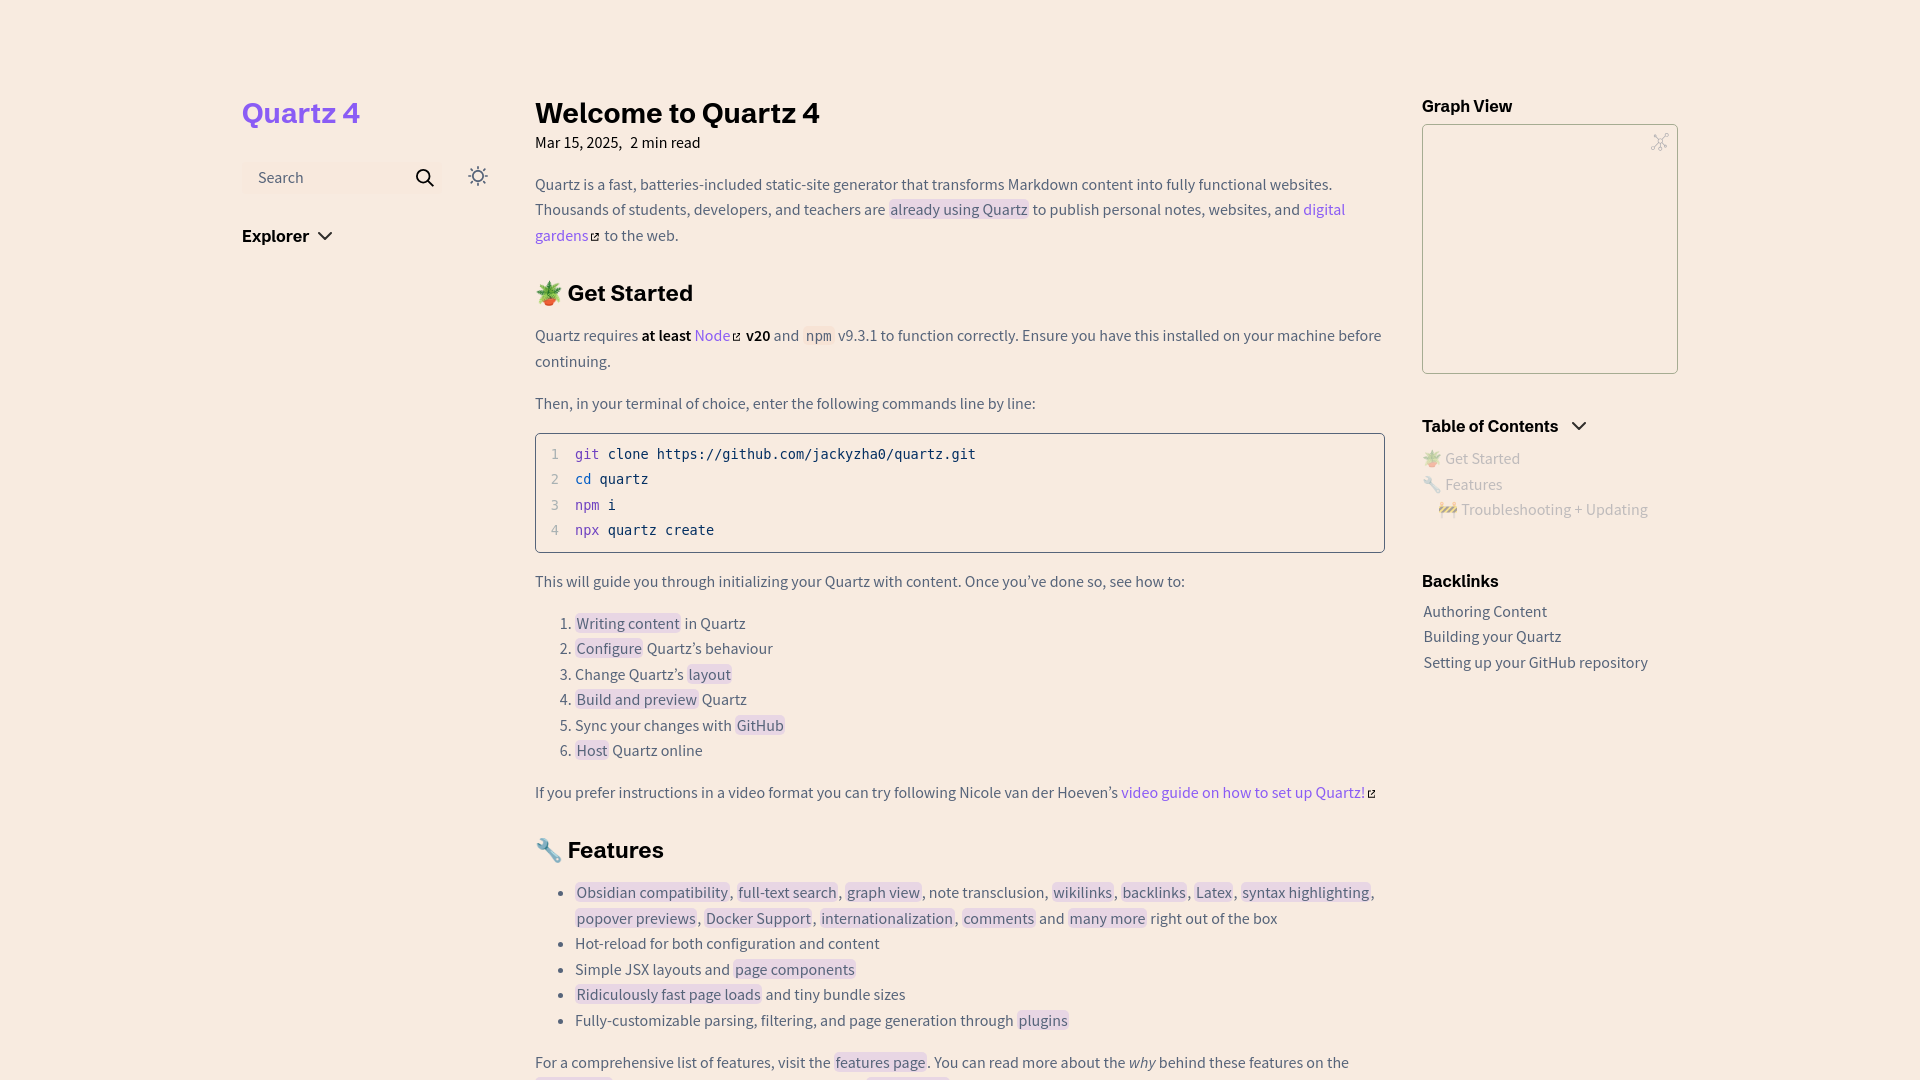 Quartz 4
Search
Explorer
Welcome to Quartz 4
Mar 15, 2025, 2 min read
Quartz is a fast, batteries-included static-site generator that transforms Markdown content into fully functional websites.
Thousands of students, developers, and teachers are already using Quartz to publish personal notes, websites, and digital
gardens to the web.
🪴 Get Started
Quartz requires at least Node v20 and npm v9.3.1 to function correctly. Ensure you have this installed on your machine before
continuing.
Then, in your terminal of choice, enter the following commands line by line:
1 git clone https://github.com/jackyzha0/quartz.git
2 cd quartz
3 npm i
4 npx quartz create
This will guide you through initializing your Quartz with content. Once you’ve done so, see how to:
1. Writing content in Quartz
2. Configure Quartz’s behaviour
3. Change Quartz’s layout
4. Build and preview Quartz
5. Sync your changes with GitHub
6. Host Quartz online
If you prefer instructions in a video format you can try following Nicole van der Hoeven’s video guide on how to set up Quartz!
🔧 Features
• Obsidian compatibility, full-text search, graph view, note transclusion, wikilinks, backlinks, Latex, syntax highlighting,
popover previews, Docker Support, internationalization, comments and many more right out of the box
• Hot-reload for both configuration and content
• Simple JSX layouts and page components
• Ridiculously fast page loads and tiny bundle sizes
• Fully-customizable parsing, filtering, and page generation through plugins
For a comprehensive list of features, visit the features page. You can read more about the why behind these features on the
Graph View
Table of Contents
🪴 Get Started
🔧 Features
🚧 Troubleshooting + Updating
Backlinks
Authoring Content
Building your Quartz
Setting up your GitHub repository